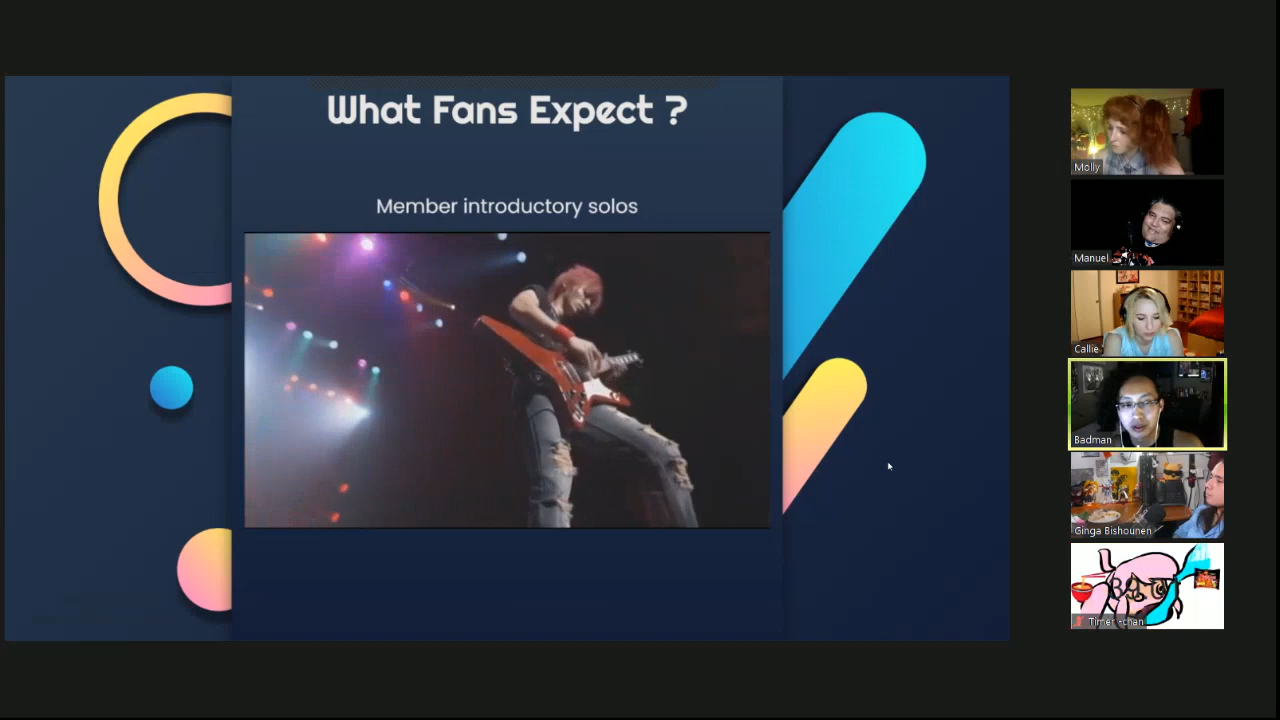 What Fans Expect ?
Member introductory solos
Molly
Manuel
Callie
Badman
Ginga Bishounen
Timer-chan